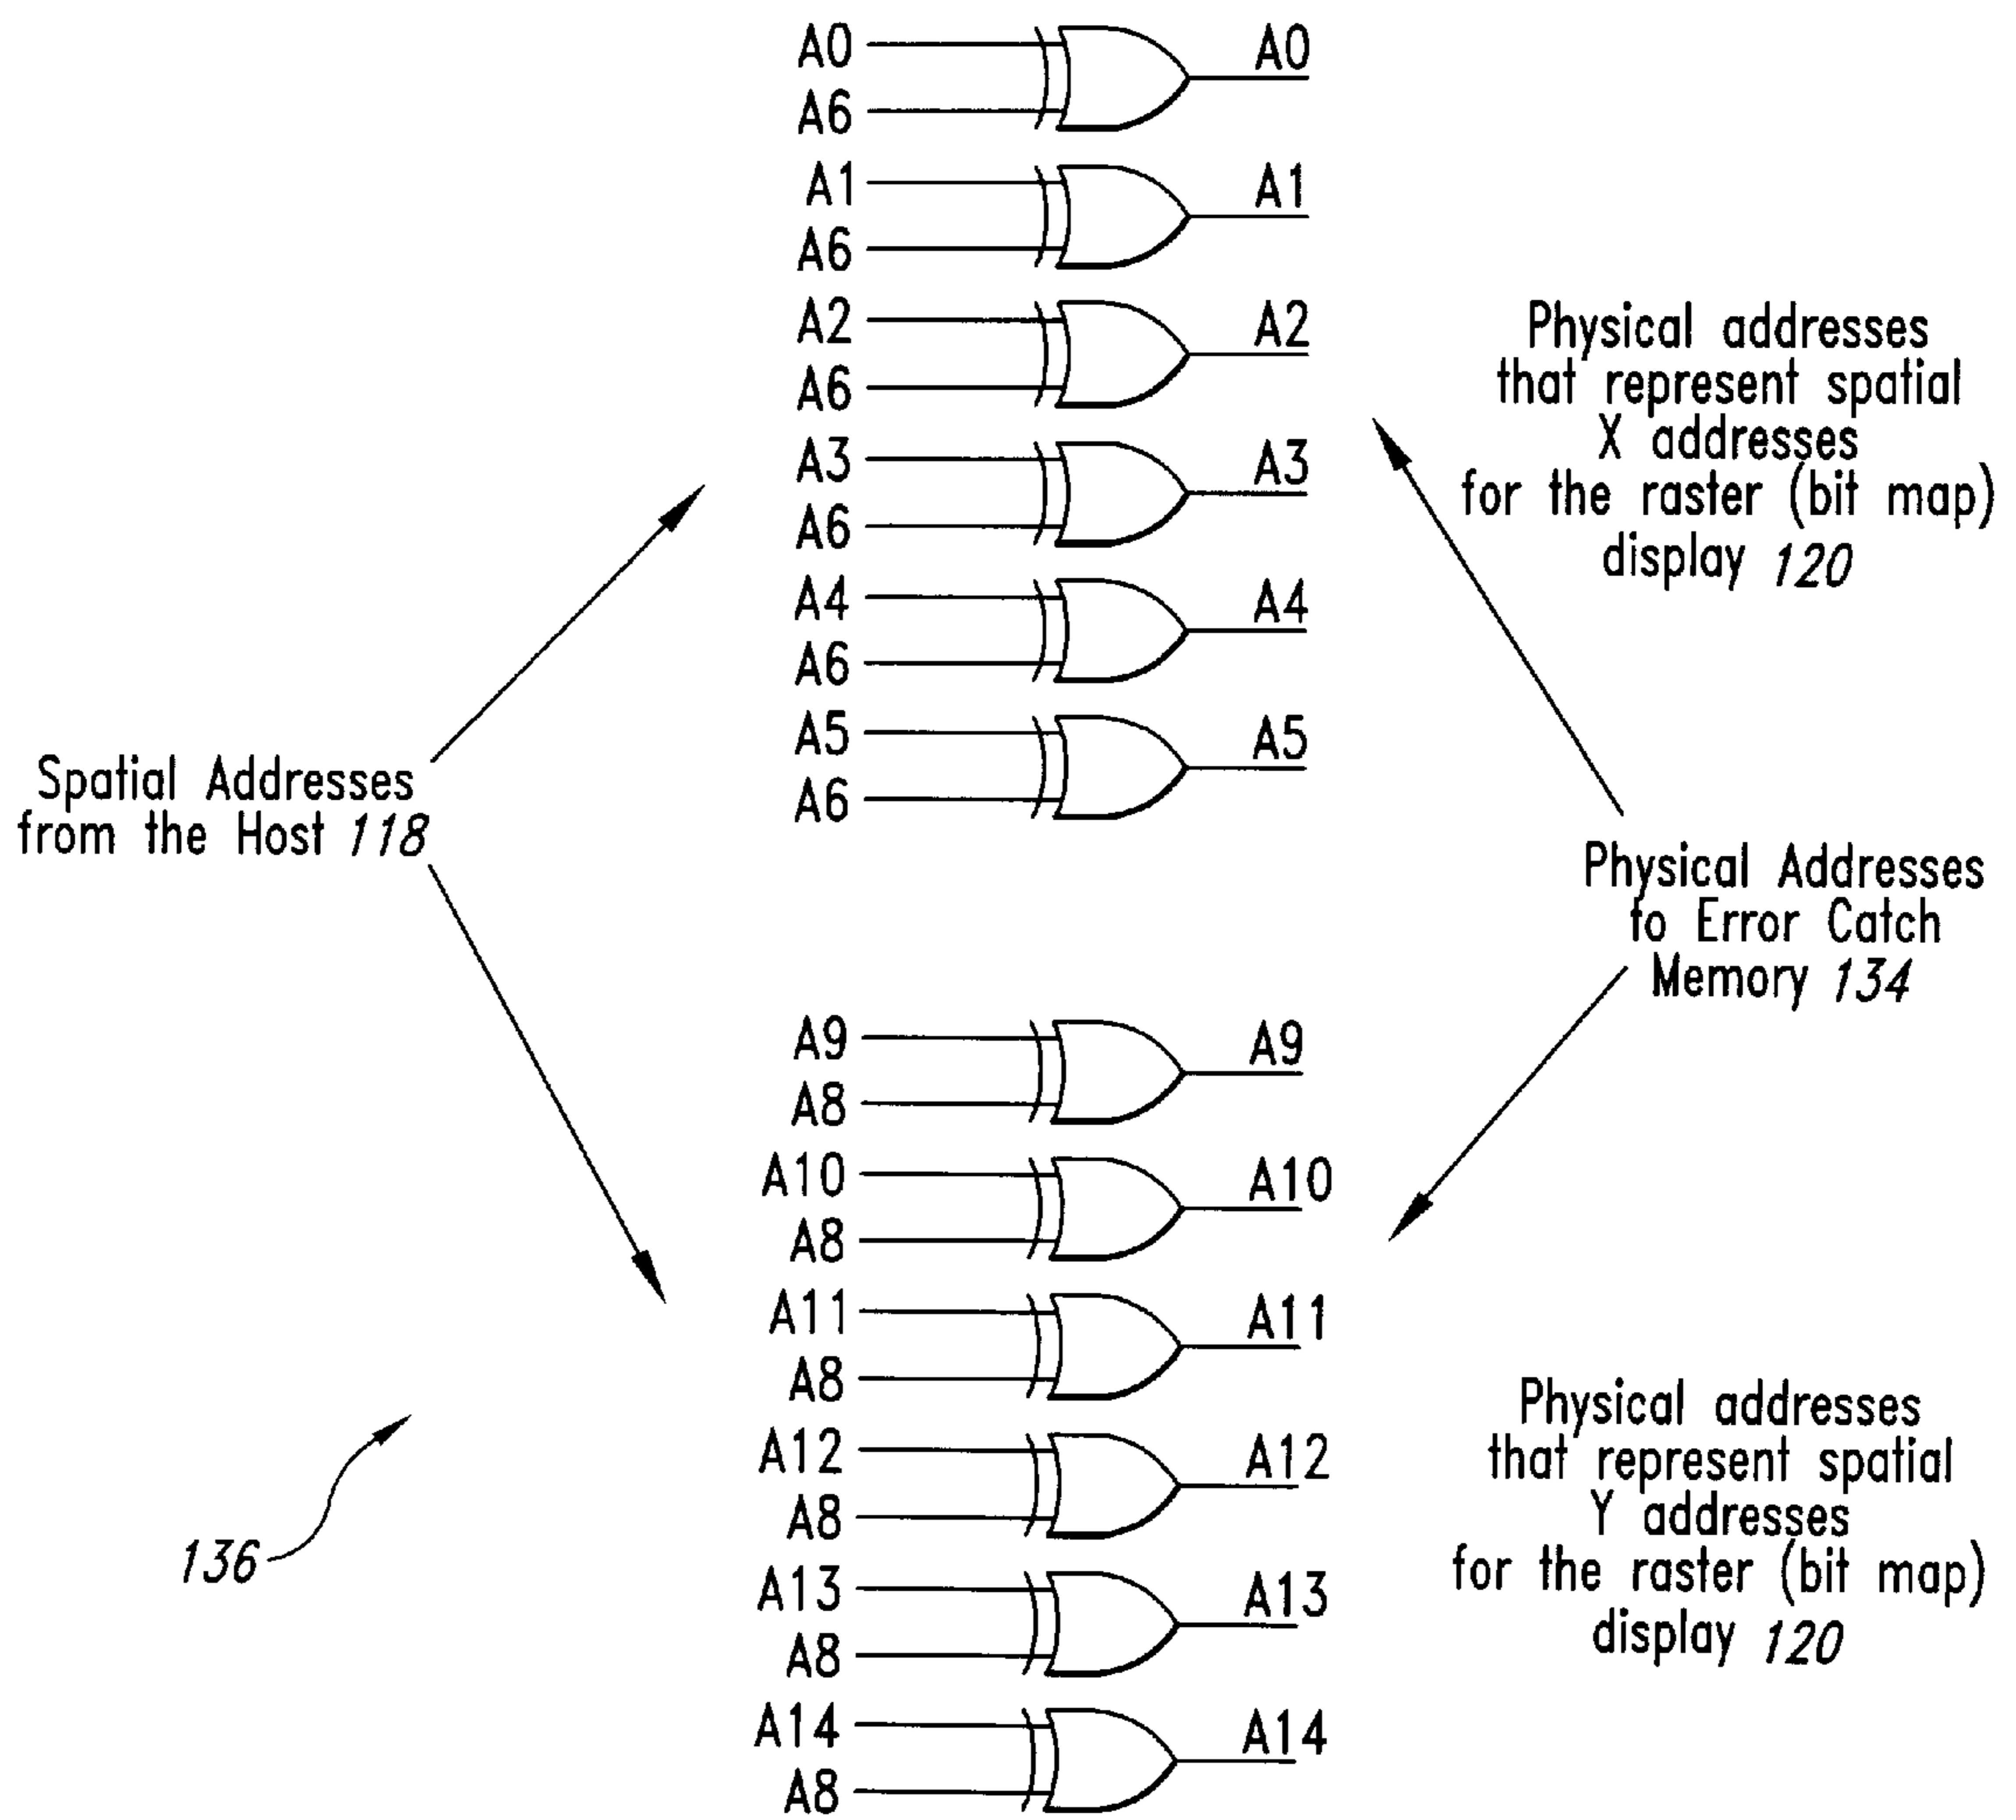 A0
A0
A6
A1
A1
A6
A2
A2
A6
A3
A3
A6
A4
A4
A6
A5
A5
A6
Physical addresses
that represent spatial
X addresses
for the raster (bit map)
display 120
Spatial Addresses
from the Host 118
Physical Addresses
to Error Catch
Memory 134
A9
A9
A8
A10
A10
A8
A11
A11
A8
A12
A12
A8
A13
A13
A8
A14
A14
A8
Physical addresses
that represent spatial
Y addresses
for the raster (bit map)
display 120
136